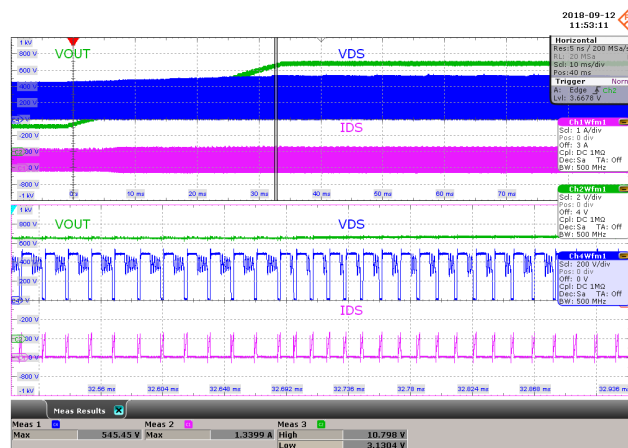 2018-09-12
11:53:11
Horizontal
Res:5 ns / 200 MSa/s
RL: 20 MSa
Scl: 10 ms/div
Pos:40 ms
Trigger Norm
A: Edge Ch2
Lvl: 3.6678 V
1 kV
800 V
600 V
400 V
200 V
-200 V
-800 V
-1 kV
VOUT VDS
IDS
0 s 10 ms 20 ms 30 ms 40 ms 50 ms 60 ms 70 ms
Ch1Wfm1
Scl: 1 A/div
Pos: 0 div
Off: 3 A
Cpl: DC 1MΩ
Dec:Sa TA: Off
BW: 500 MHz
Ch2Wfm1
Scl: 2 V/div
Pos: 0 div
Off: 4 V
Cpl: DC 1MΩ
Dec:Sa TA: Off
BW: 500 MHz
Ch4Wfm1
Scl: 200 V/div
Pos: 0 div
Off: 0 V
Cpl: DC 1MΩ
Dec:Sa TA: Off
BW: 500 MHz
1 kV
800 V
600 V
-200 V
-600 V
-800 V
-1 kV
VOUT VDS
IDS
32.56 ms 32.604 ms 32.648 ms 32.692 ms 32.736 ms 32.78 ms 32.824 ms 32.868 ms 32.936 ms
Meas Results
Meas 1 Meas 2 Meas 3
Max 545.45 V Max 1.3399 A High 10.798 V
Low 3.1304 V